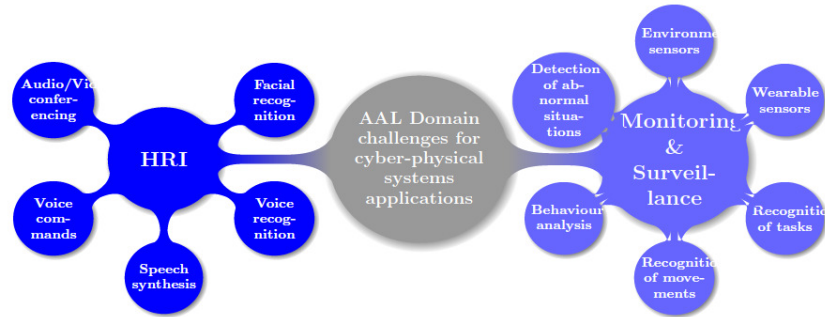 Audio/Vid
confer-
encing
Facial
recog-
nition
HRI
Voice
com-
mands
Voice
recog-
nition
Speech
synthesis
AAL Domain
challenges for
cyber-physical
systems
applications
Environme
sensors
Detection
of ab-
normal
situa-
tions
Wearable
sensors
Monitoring
&
Surveil-
lance
Behaviour
analysis
Recognition
of tasks
Recognitio
of move-
ments